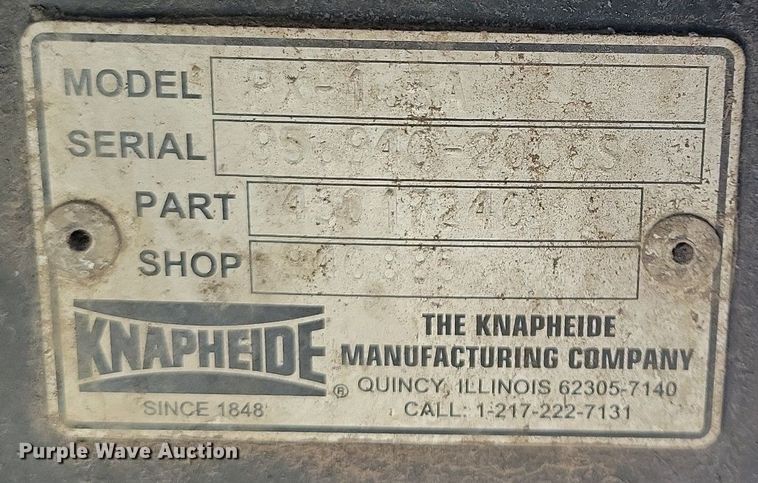 MODEL
SERIAL
PART
SHOP
KNAPHEIDE ®
SINCE 1848
THE KNAPHEIDE
MANUFACTURING COMPANY
QUINCY, ILLINOIS 62305-7140
CALL: 1-217-222-7131
Purple Wave Auction